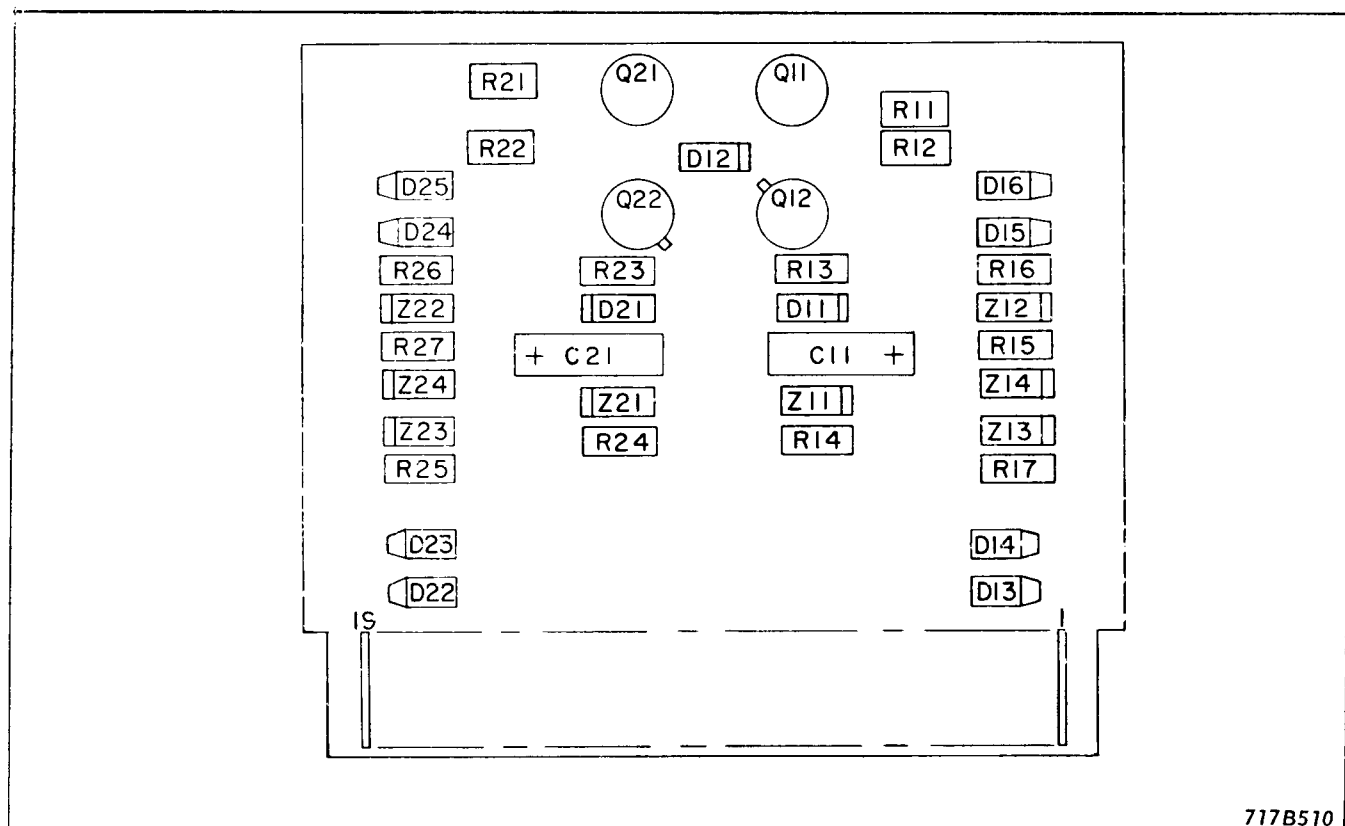 Q21 Q11
R21
R11
R22 D12 R12
D25 D16
Q22 Q12
D24 D15
R26 R23 R13 R16
Z22 D21 D11 Z12
R27 + C21 C11 + R15
Z24 Z14
Z21 Z11
Z23 Z13
R24 R14
R25 R17
D23 D14
D22 D13
IS I
717B510